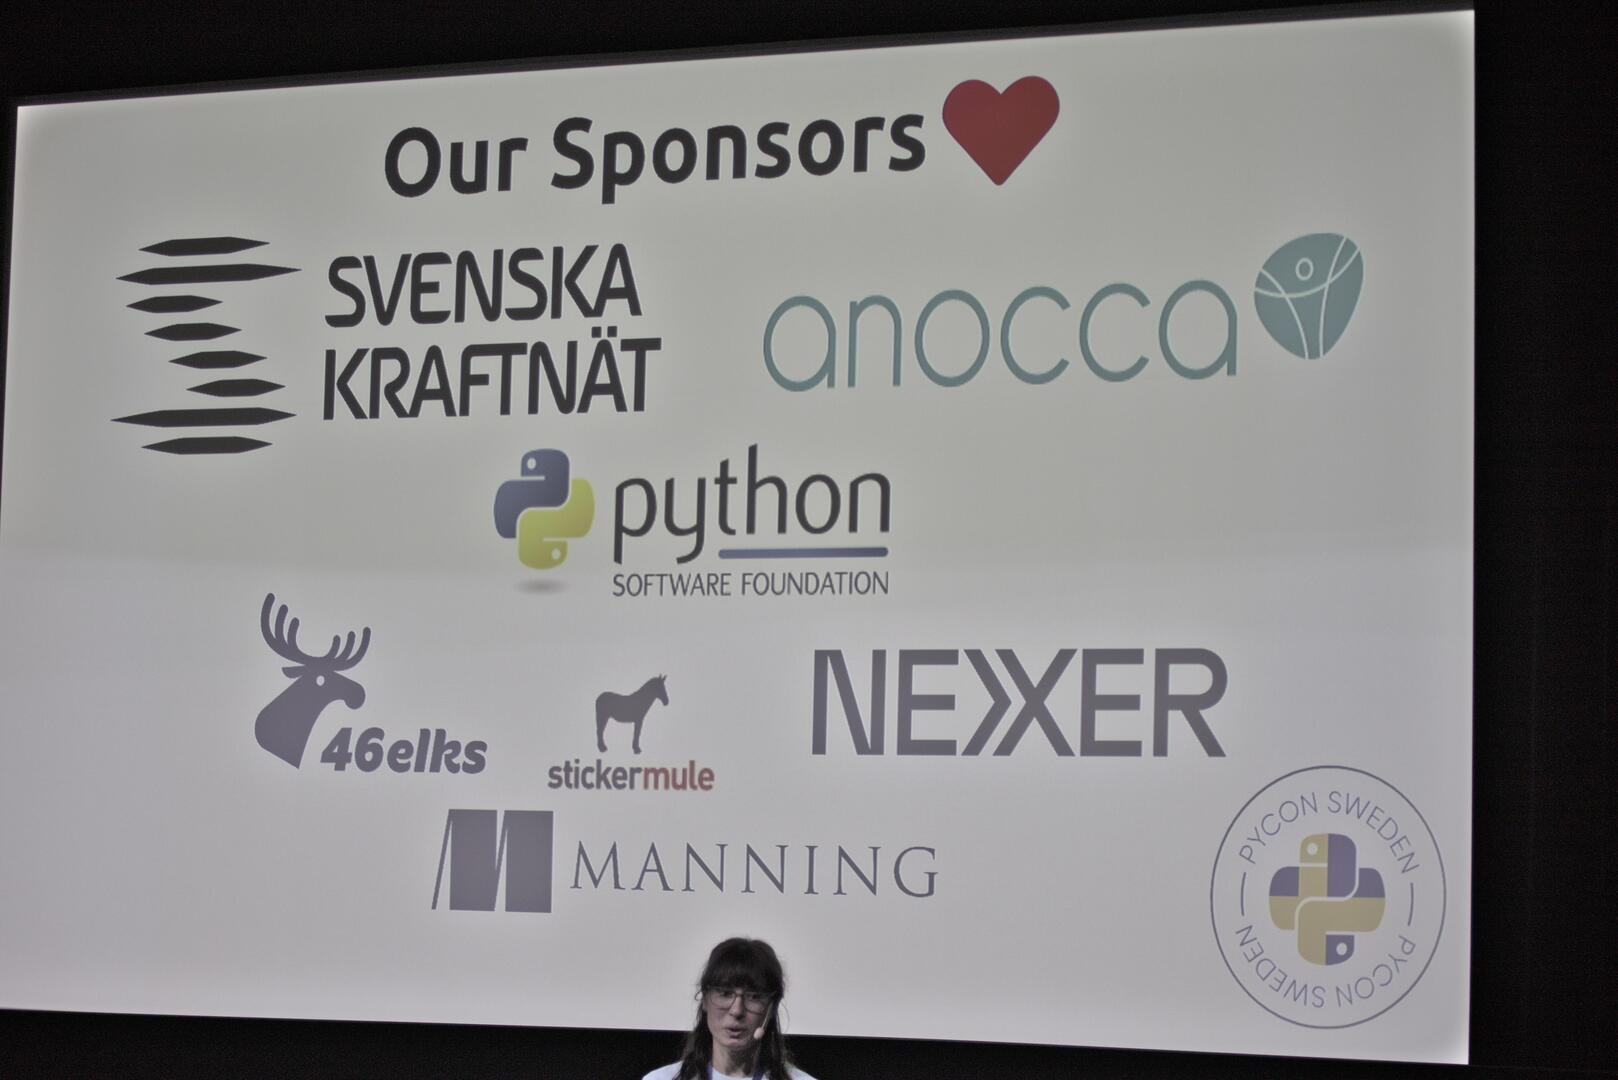 Our Sponsors
SVENSKA
KRAFTNÄT
anocca
python
SOFTWARE FOUNDATION
46elks
stickermule
NEXER
MANNING
PYCON SWEDEN
PYCON SWEDEN